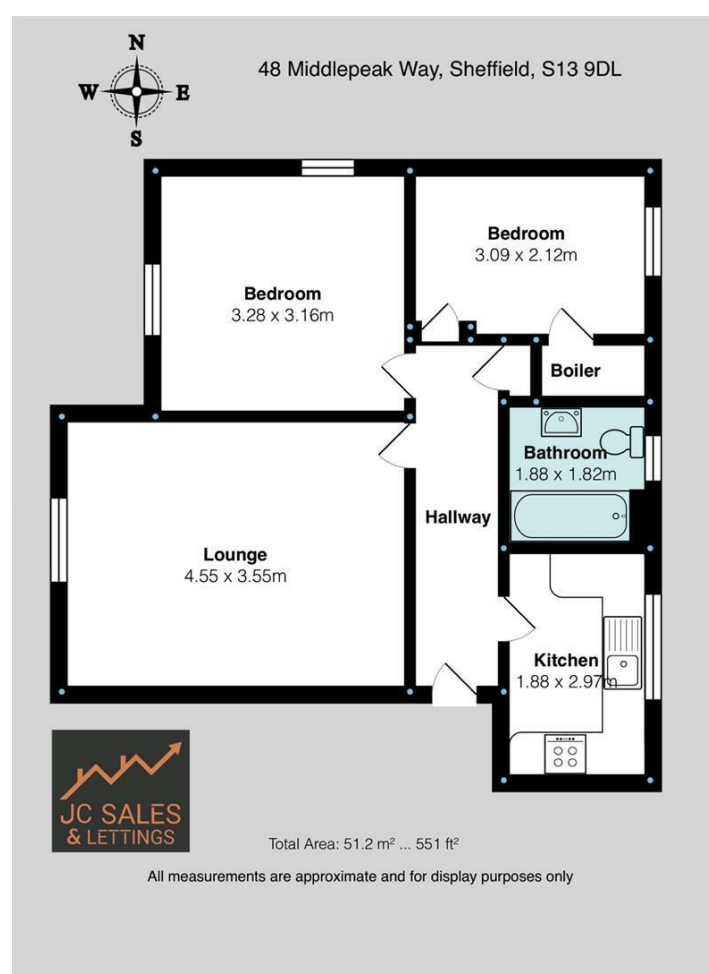 N
W E
S
48 Middlepeak Way, Sheffield, S13 9DL
Bedroom
3.09 x 2.12m
Bedroom
3.28 x 3.16m
Boiler
Bathroom
1.88 x 1.82m
Hallway
Lounge
4.55 x 3.55m
Kitchen
1.88 x 2.97m
JC SALES
& LETTINGS
Total Area: 51.2 m² ... 551 ft²
All measurements are approximate and for display purposes only